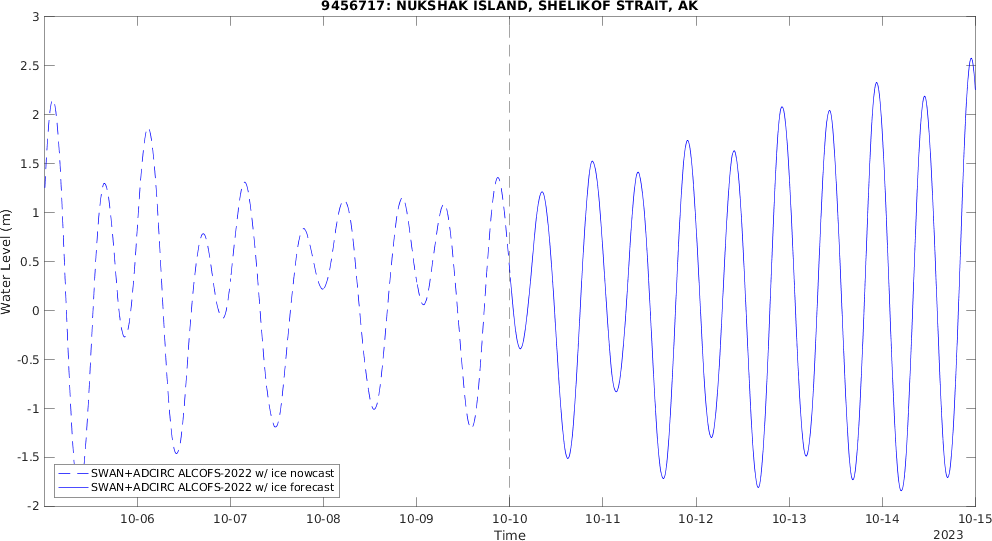 9456717: NUKSHAK ISLAND, SHELIKOF STRAIT, AK
3
2.5
2
1.5
1
0.5
0
-0.5
-1
-1.5
-2
Water Level (m)
SWAN+ADCIRC ALCOFS-2022 w/ ice nowcast
SWAN+ADCIRC ALCOFS-2022 w/ ice forecast
10-06 10-07 10-08 10-09 10-10 10-11 10-12 10-13 10-14 10-15
Time
2023